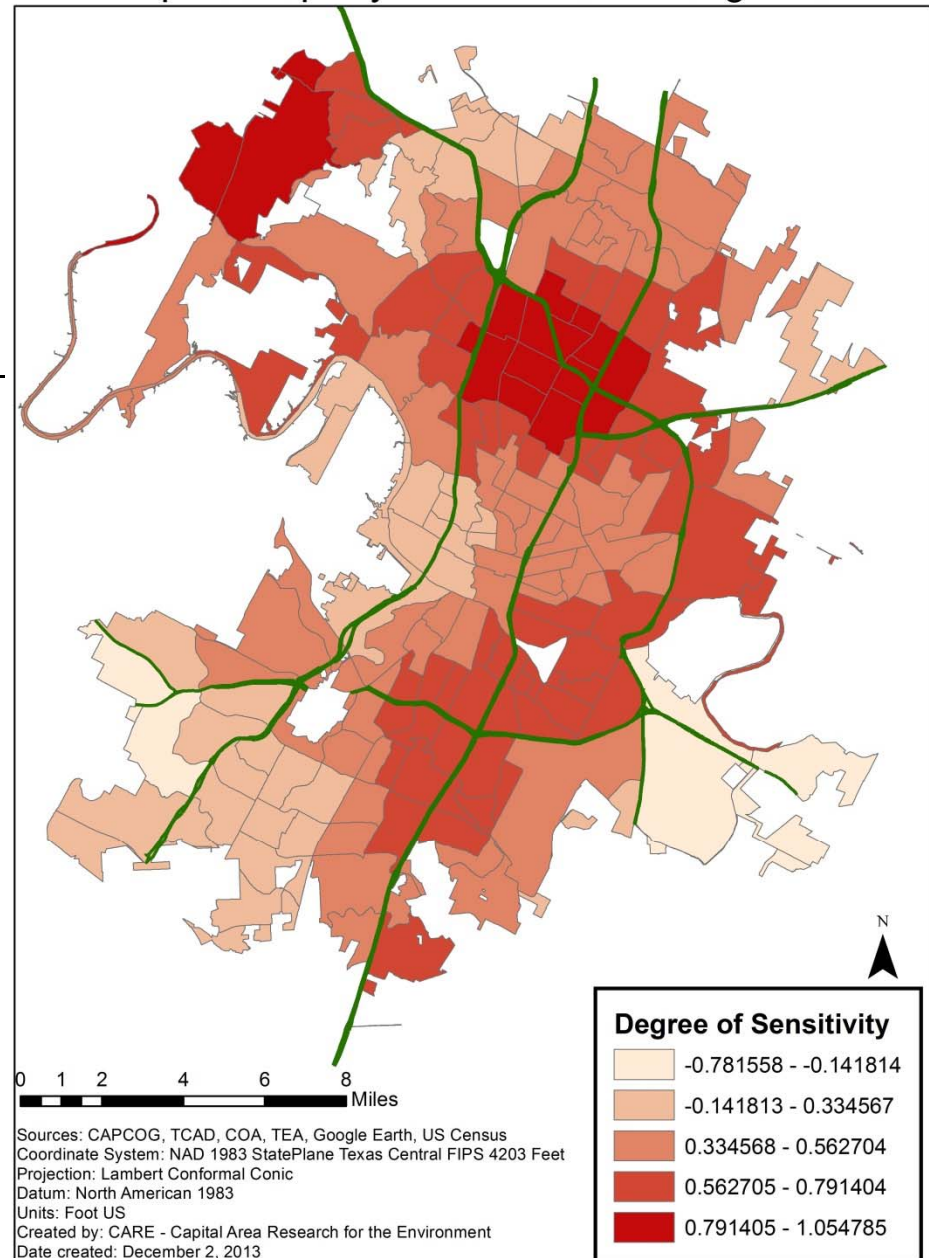 N
Degree of Sensitivity
-0.781558 - -0.141814
-0.141813 - 0.334567
0.334568 - 0.562704
0.562705 - 0.791404
0.791405 - 1.054785
0 1 2 4 6 8
Miles
Sources: CAPCOG, TCAD, COA, TEA, Google Earth, US Census
Coordinate System: NAD 1983 StatePlane Texas Central FIPS 4203 Feet
Projection: Lambert Conformal Conic
Datum: North American 1983
Units: Foot US
Created by: CARE - Capital Area Research for the Environment
Date created: December 2, 2013